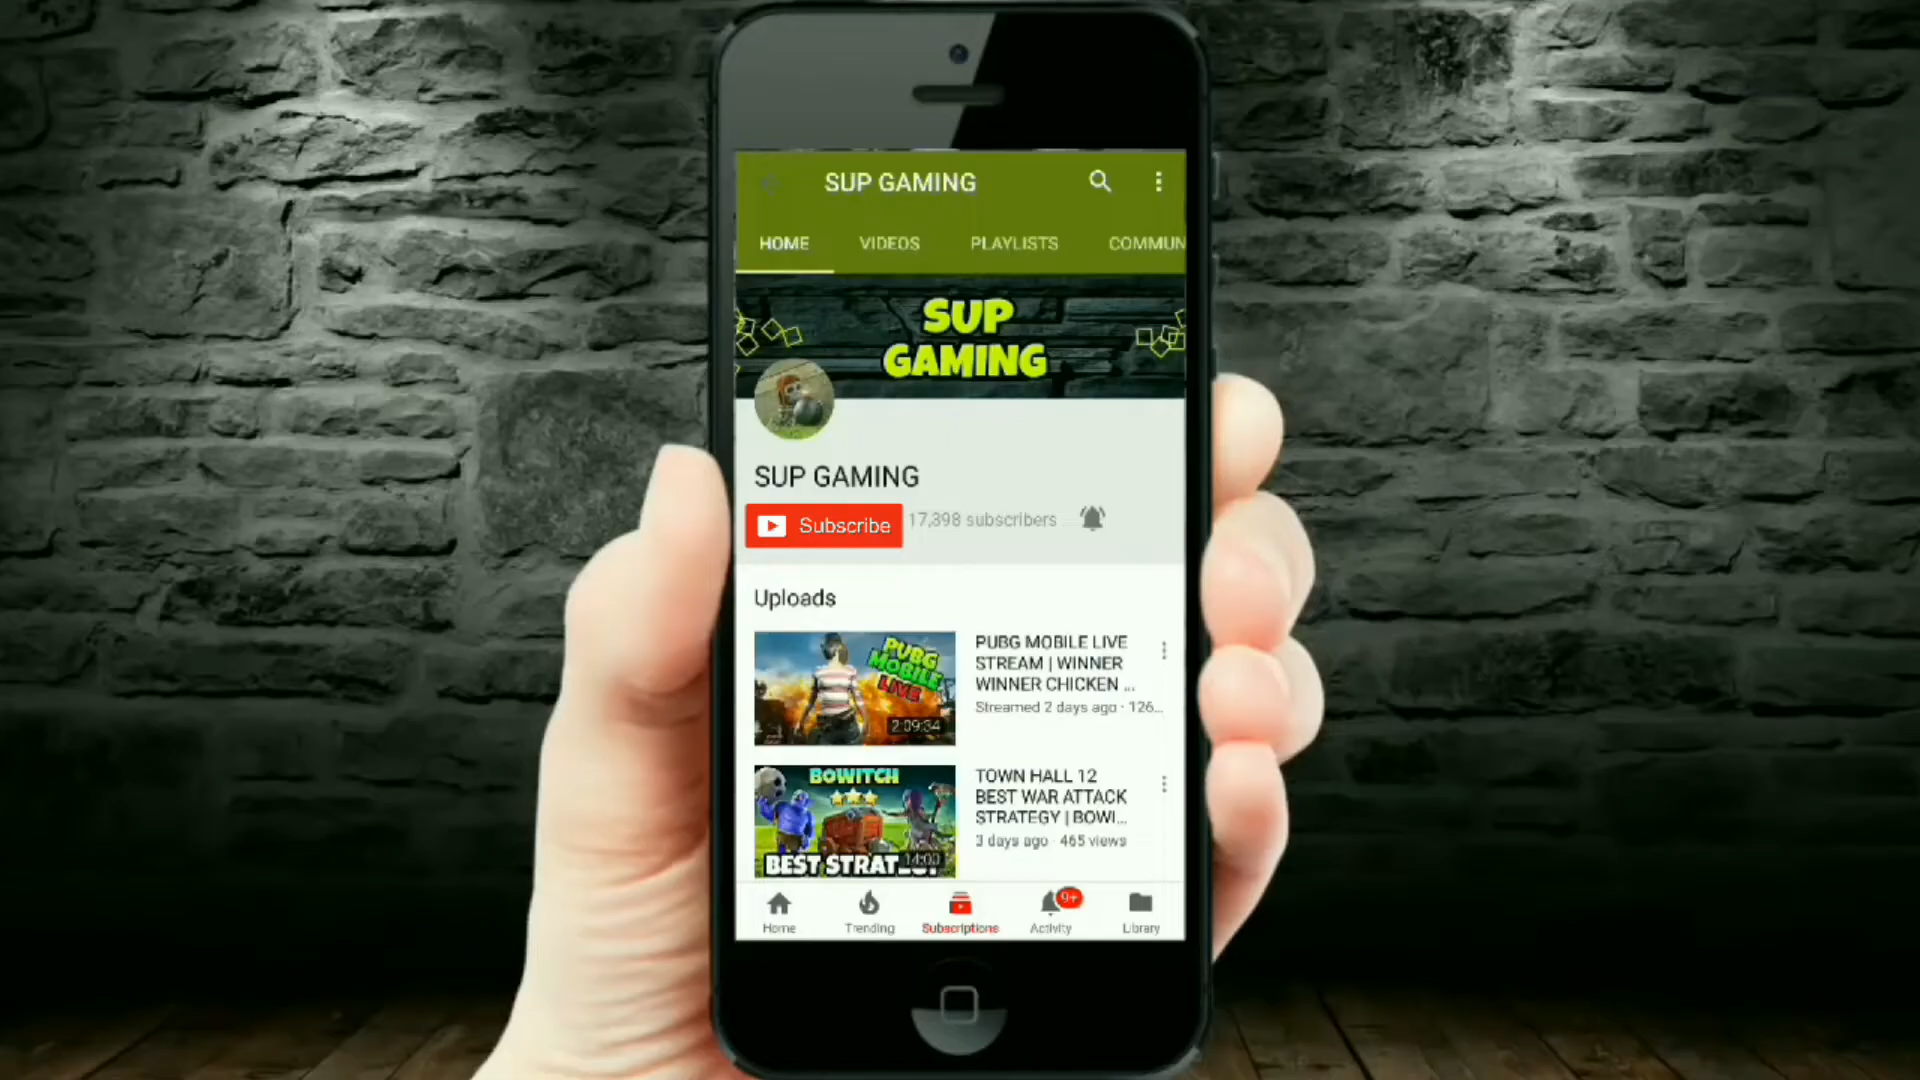 SUP GAMING
HOME VIDEOS PLAYLISTS COMMUN
SUP
GAMING
SUP GAMING
Subscribe 17,398 subscribers
Uploads
PUBG
MOBILE
LIVE
2:09:34
PUBG MOBILE LIVE
STREAM | WINNER
WINNER CHICKEN ...
Streamed 2 days ago · 126...
BOWITCH
BEST STRAT
14:00
TOWN HALL 12
BEST WAR ATTACK
STRATEGY | BOWI...
3 days ago · 465 views
9+
Home Trending Subscriptions Activity Library